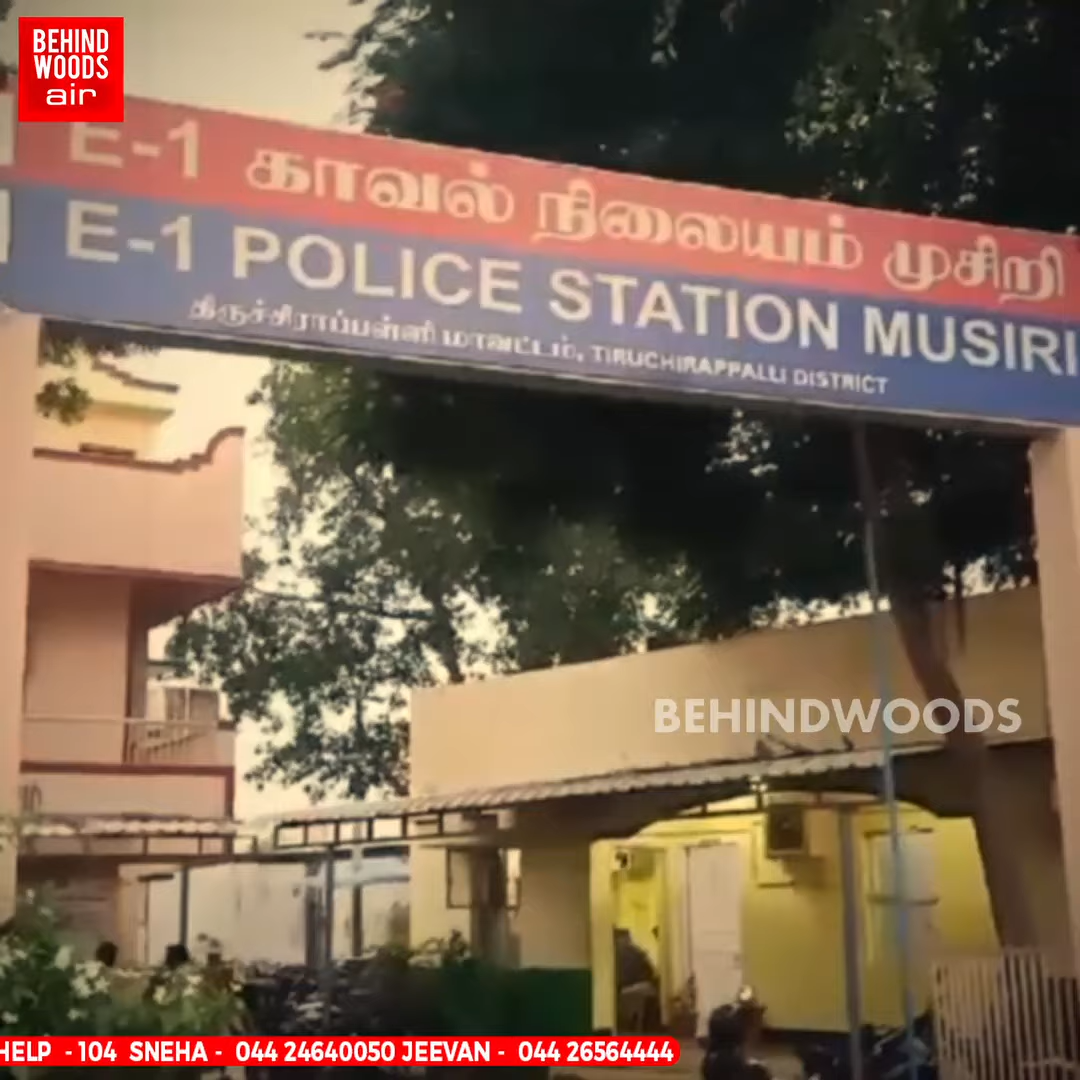 BEHIND
WOODS
air
E-1 காவல் நிலையம் முசிறி
E-1 POLICE STATION MUSIRI
திருச்சிராப்பள்ளி மாவட்டம், TIRUCHIRAPPALLI DISTRICT
BEHINDWOODS
HELP - 104 SNEHA - 044 24640050 JEEVAN - 044 26564444